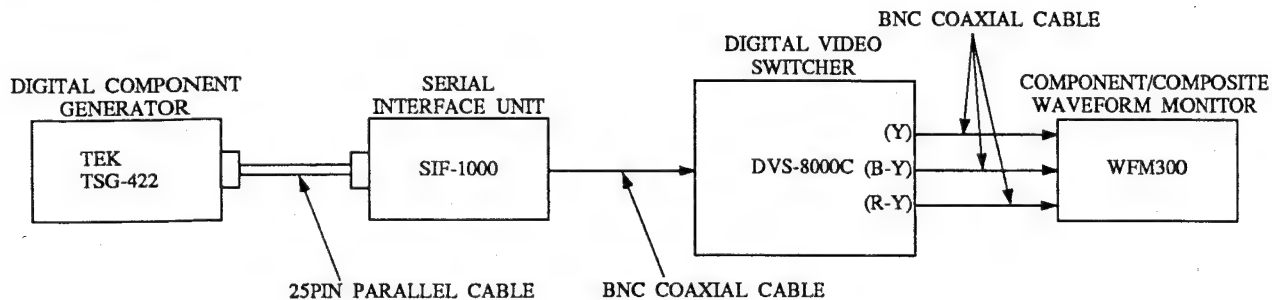 BNC COAXIAL CABLE
DIGITAL VIDEO
SWITCHER
DIGITAL COMPONENT
GENERATOR
SERIAL
INTERFACE UNIT
COMPONENT/COMPOSITE
WAVEFORM MONITOR
TEK
TSG-422
SIF-1000
DVS-8000C
(Y)
(B-Y)
(R-Y)
WFM300
25PIN PARALLEL CABLE
BNC COAXIAL CABLE